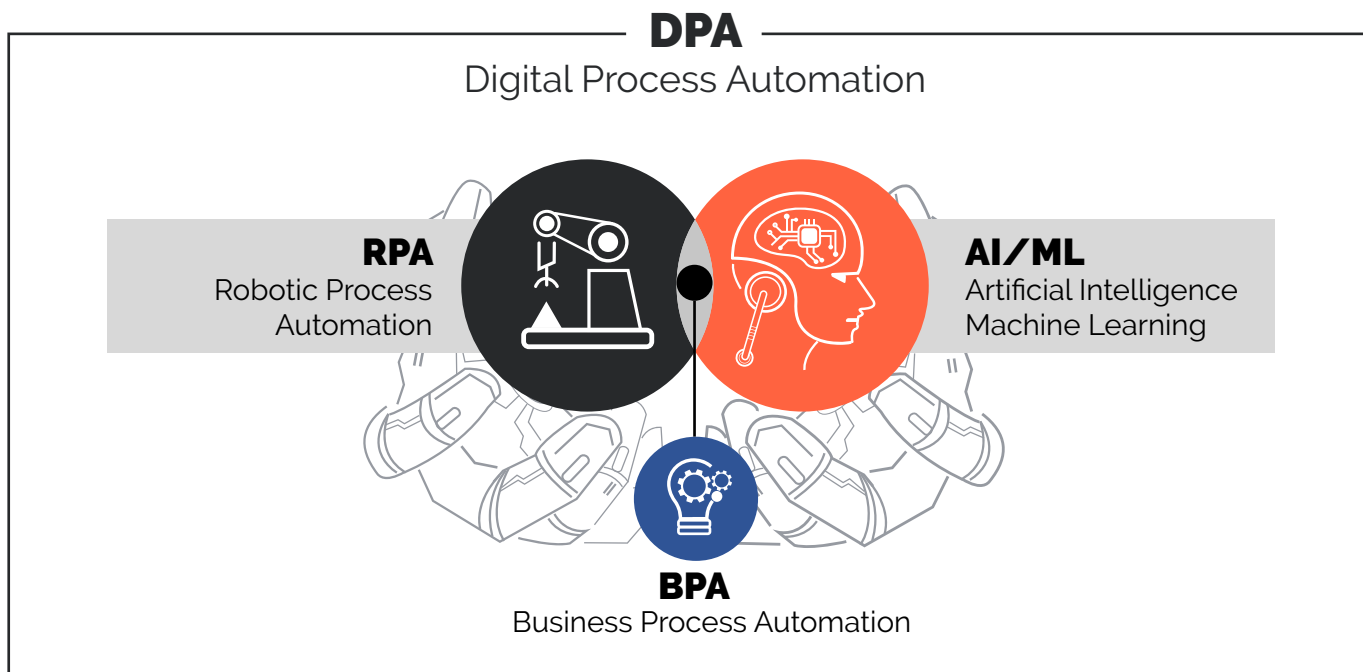 DPA
Digital Process Automation
RPA
Robotic Process
Automation
AI/ML
Artificial Intelligence
Machine Learning
BPA
Business Process Automation